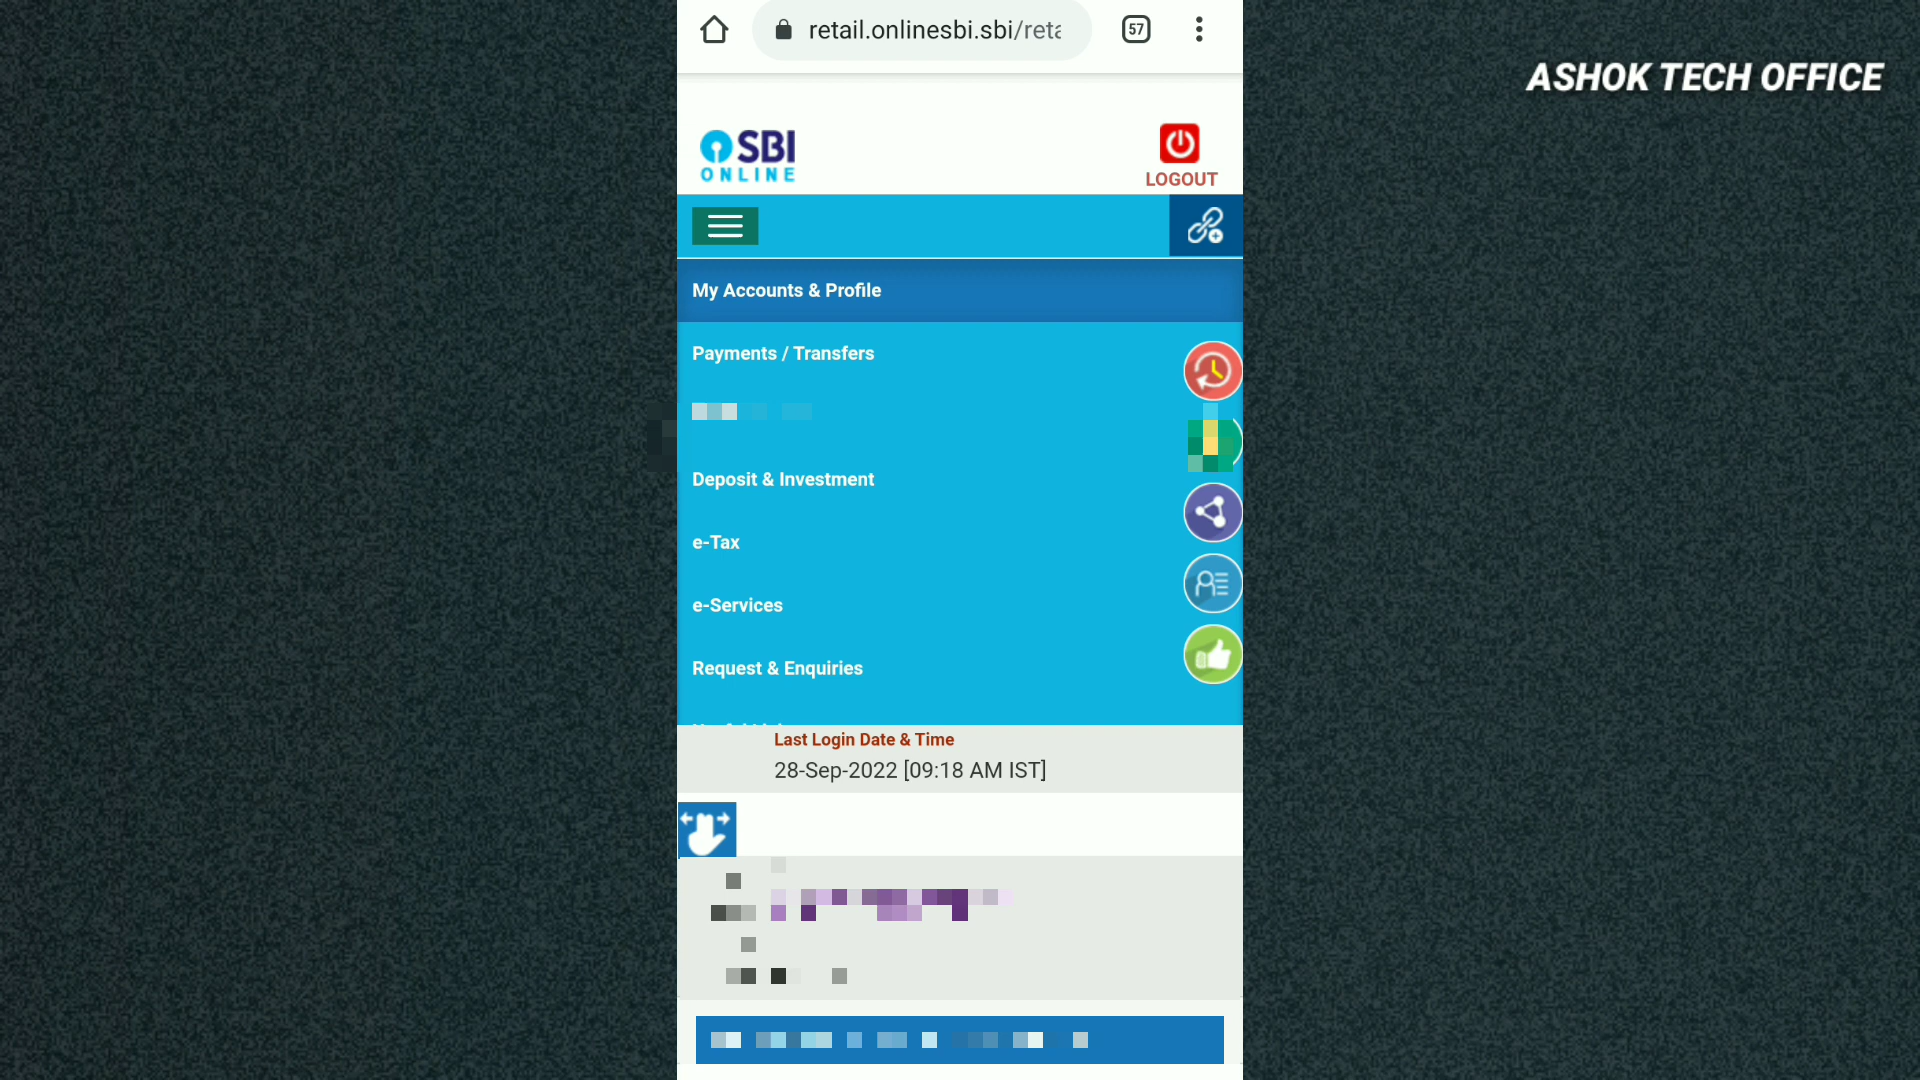 retail.onlinesbi.sbi/reta
57
ASHOK TECH OFFICE
SBI
ONLINE
LOGOUT
My Accounts & Profile
Payments / Transfers
Deposit & Investment
e-Tax
e-Services
Request & Enquiries
Last Login Date & Time
28-Sep-2022 [09:18 AM IST]